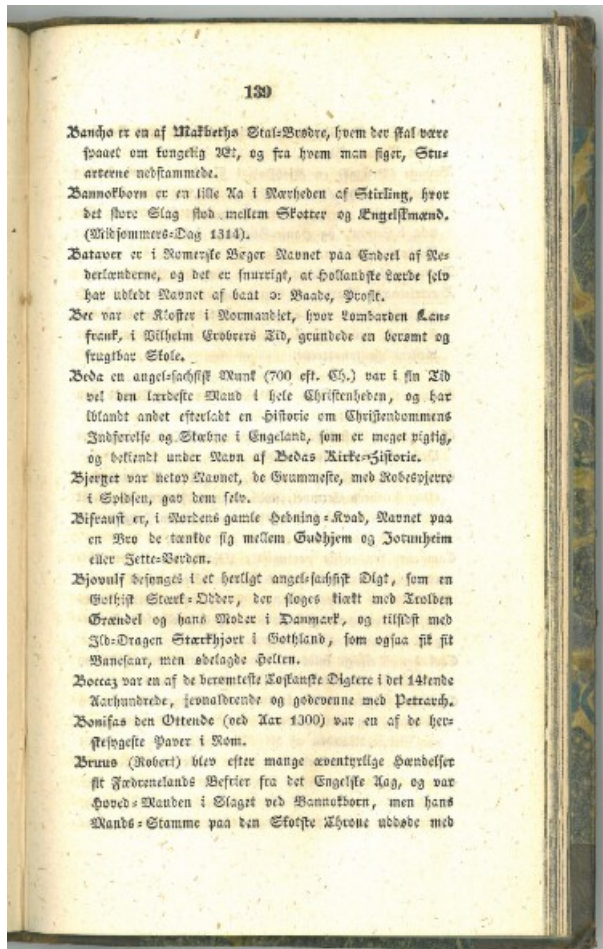 139
Bancho er en af Makbeths Stal=Brødre, hvem der skal være
spaaet om kongelig Æt, og fra hvem man siger, Stu=
arterne nedstammede.
Bannokborn er en lille Aa i Nærheden af Stirling, hvor
det store Slag stod mellem Skotter og Engelskmænd.
(Midsommers=Dag 1314).
Bataver er i Romerske Bøger Navnet paa Endeel af Ne=
derlænderne, og det er snurrigt, at Hollandske Lærde selv
har udledt Navnet af baat ɔ: Baade, Profit.
Bec var et Kloster i Normandiet, hvor Lombarden Lan=
frank, i Vilhelm Erobrers Tid, grundede en berømt og
frugtbar Skole.
Beda en angel=sachsisk Munk (700 eft. Ch.) var i sin Tid
vel den lærdeste Mand i hele Christenheden, og har
iblandt andet efterladt en Historie om Christendommens
Indførelse og Skæbne i Engeland, som er meget vigtig,
og bekiendt under Navn af Bedas Kirke=Historie.
Bjerget var netop Navnet, de Grummeste, med Robespjerre
i Spidsen, gav dem selv.
Bifraust er, i Nordens gamle Hedning=Kvad, Navnet paa
en Bro de tænkde sig mellem Gudhjem og Jotunheim
eller Jette=Verden.
Bjovulf besynges i et herligt angel=sachsisk Digt, som en
Gothisk Stærk=Odder, der sloges kiækt med Trolden
Grændel og hans Moder i Danmark, og tilsidst med
Ild=Dragen Stærkhjort i Gothland, som ogsaa fik sit
Banesaar, men ødelagde Helten.
Boccaz var en af de berømteste Toskanske Digtere i det 14tende
Aarhundrede, jevnaldrende og godevenne med Petrarch.
Bonifas den Ottende (ved Aar 1300) var en af de her=
skesygeste Paver i Rom.
Bruus (Robert) blev efter mange æventyrlige Hændelser
sit Fædrenelands Befrier fra det Engelske Aag, og var
Hoved=Manden i Slaget ved Bannokborn, men hans
Mands=Stamme paa den Skotske Throne uddøde med